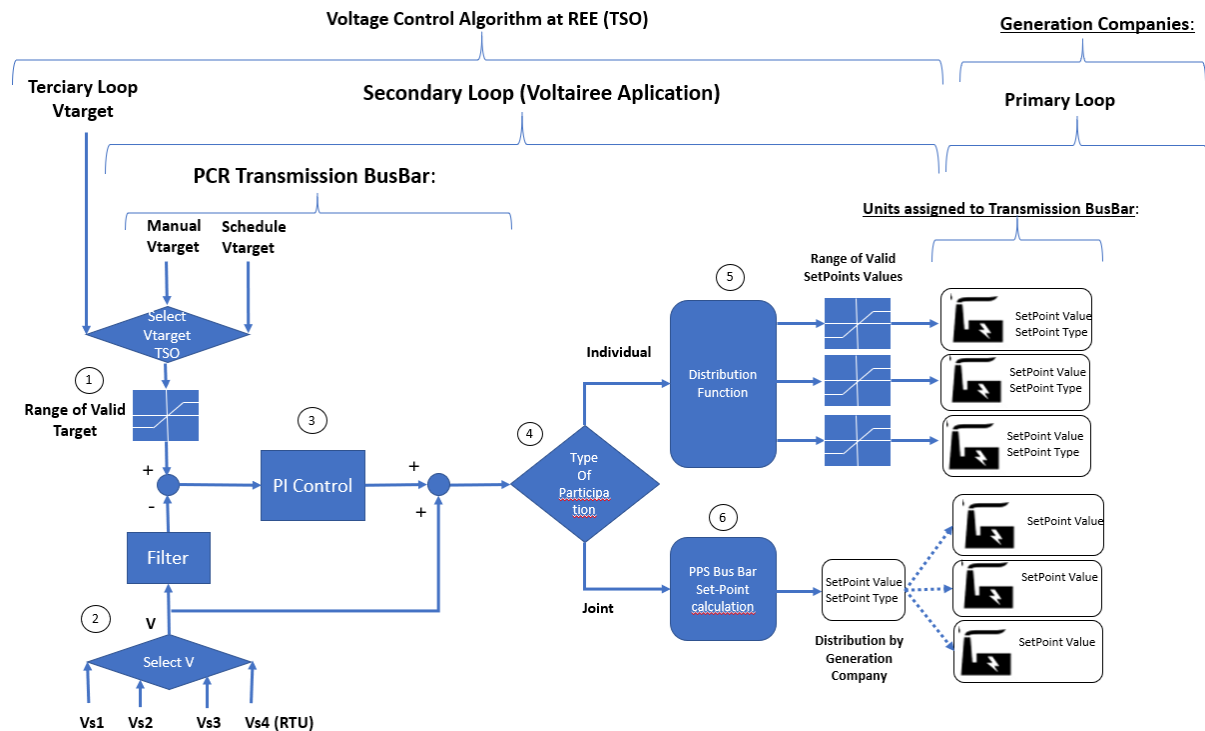 Voltage Control Algorithm at REE (TSO)
Generation Companies:
Terciary Loop
Vtarget
Secondary Loop (Voltairee Aplication)
Primary Loop
PCR Transmission BusBar:
Manual
Vtarget
Schedule
Vtarget
Units assigned to Transmission BusBar:
Select
Vtarget
TSO
1
Range of Valid
Target
+
-
3
PI Control
+
+
Filter
2
V
Select V
Vs1
Vs2
Vs3
Vs4 (RTU)
4
Type
Of
Participa
tion
Individual
Joint
5
Distribution
Function
Range of Valid
SetPoints Values
SetPoint Value
SetPoint Type
SetPoint Value
SetPoint Type
SetPoint Value
SetPoint Type
6
PPS Bus Bar
Set-Point
calculation
SetPoint Value
SetPoint Type
Distribution by
Generation
Company
SetPoint Value
SetPoint Value
SetPoint Value